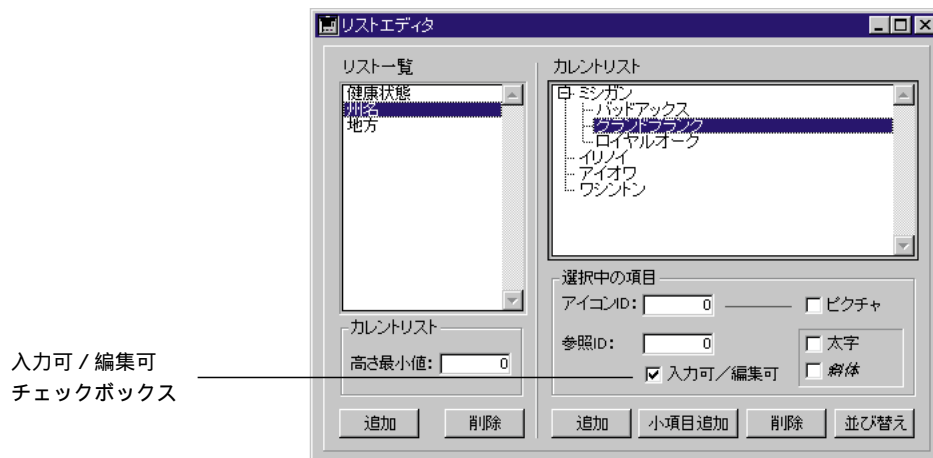 リストエディタ
リスト一覧
健康状態
州名
地方
カレントリスト
高さ最小値: 0
追加 削除
カレントリスト
ミシガン
バッドアックス
グランドフランク
ロイヤルオーク
イリノイ
アイオワ
ワシントン
選択中の項目
アイコンID: 0 ピクチャ
参照ID: 0 太字
入力可／編集可 斜体
追加 小項目追加 削除 並び替え
入力可 / 編集可
チェックボックス